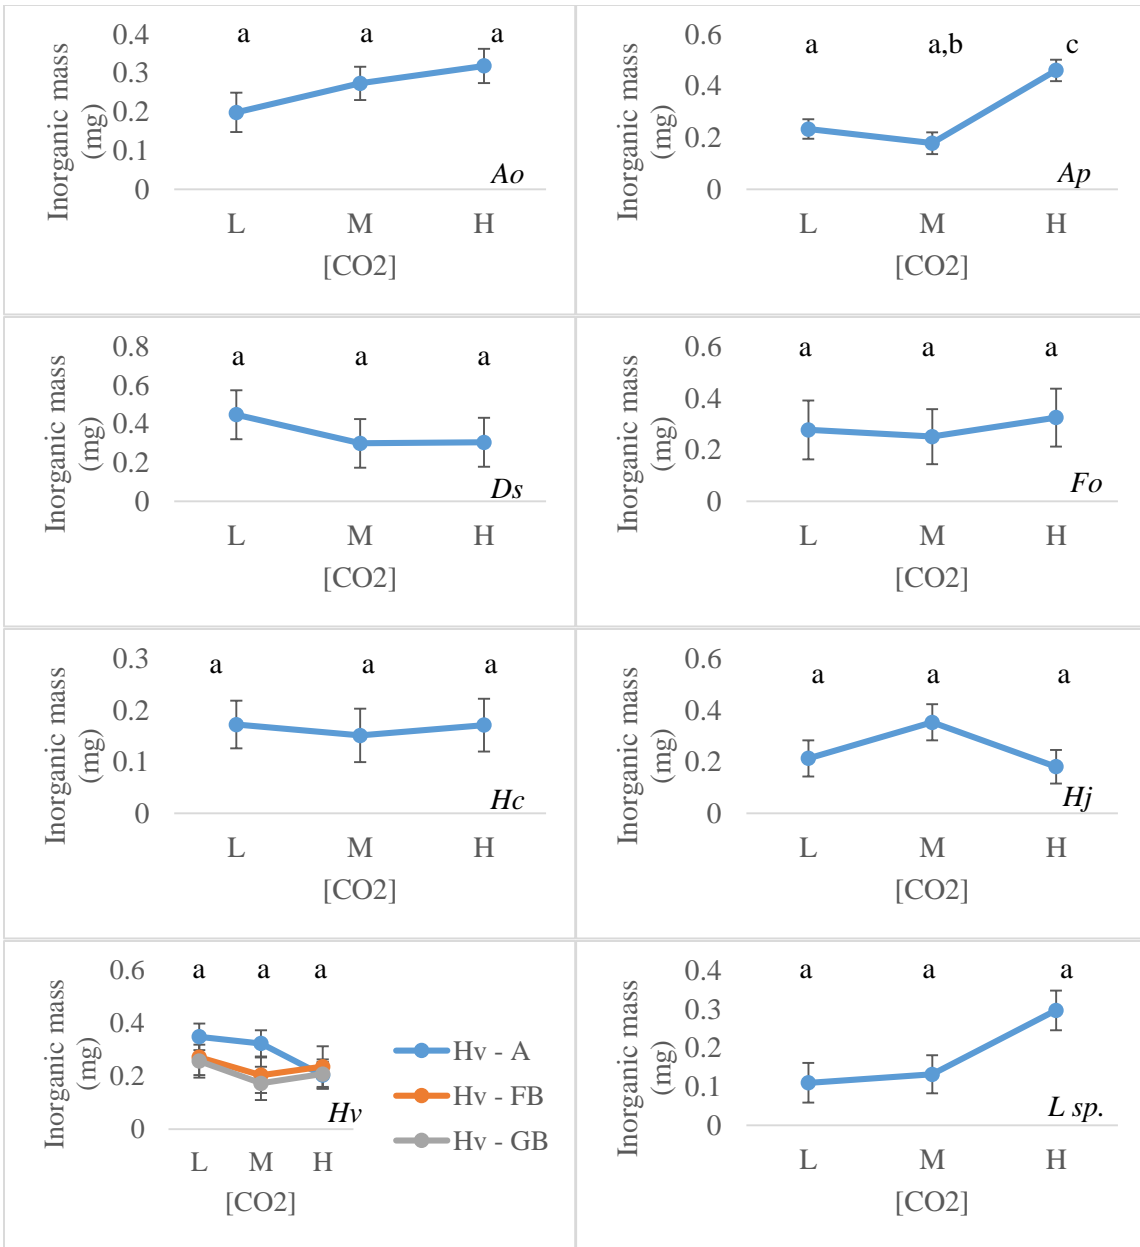 Inorganic mass
(mg)
0.4
0.3
0.2
0.1
0
a a a
Ao
L M H
[CO2]
Inorganic mass
(mg)
0.6
0.4
0.2
0
a a,b c
Ap
L M H
[CO2]
Inorganic mass
(mg)
0.8
0.6
0.4
0.2
0
a a a
Ds
L M H
[CO2]
Inorganic mass
(mg)
0.6
0.4
0.2
0
a a a
Fo
L M H
[CO2]
Inorganic mass
(mg)
0.3
0.2
0.1
0
a a a
Hc
L M H
[CO2]
Inorganic mass
(mg)
0.6
0.4
0.2
0
a a a
Hj
L M H
[CO2]
Inorganic mass
(mg)
0.6
0.4
0.2
0
a a a
Hv
L M H
[CO2]
Hv - A
Hv - FB
Hv - GB
Inorganic mass
(mg)
0.4
0.3
0.2
0.1
0
a a a
L sp.
L M H
[CO2]